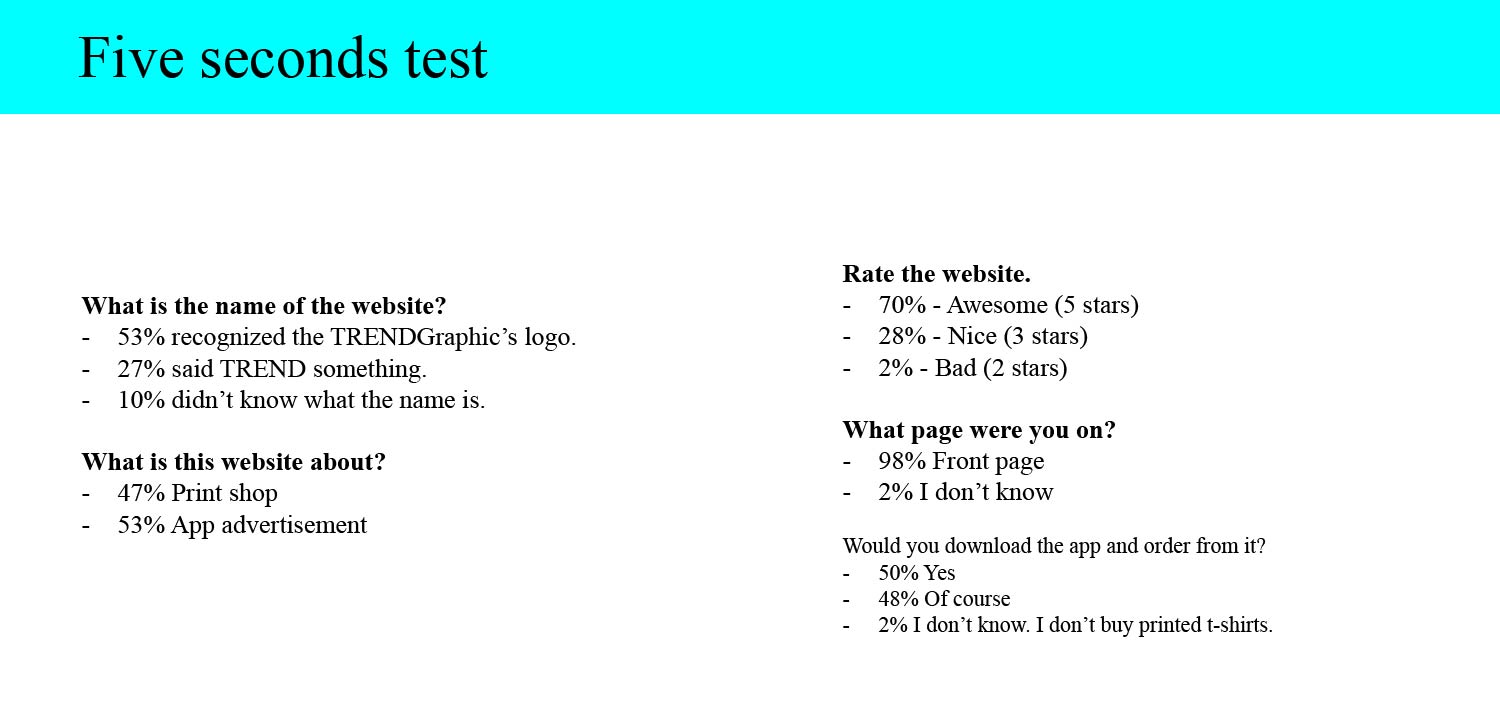 Five seconds test
What is the name of the website?
- 53% recognized the TRENDGraphic’s logo.
- 27% said TREND something.
- 10% didn’t know what the name is.
What is this website about?
- 47% Print shop
- 53% App advertisement
Rate the website.
- 70% - Awesome (5 stars)
- 28% - Nice (3 stars)
- 2% - Bad (2 stars)
What page were you on?
- 98% Front page
- 2% I don’t know
Would you download the app and order from it?
- 50% Yes
- 48% Of course
- 2% I don’t know. I don’t buy printed t-shirts.